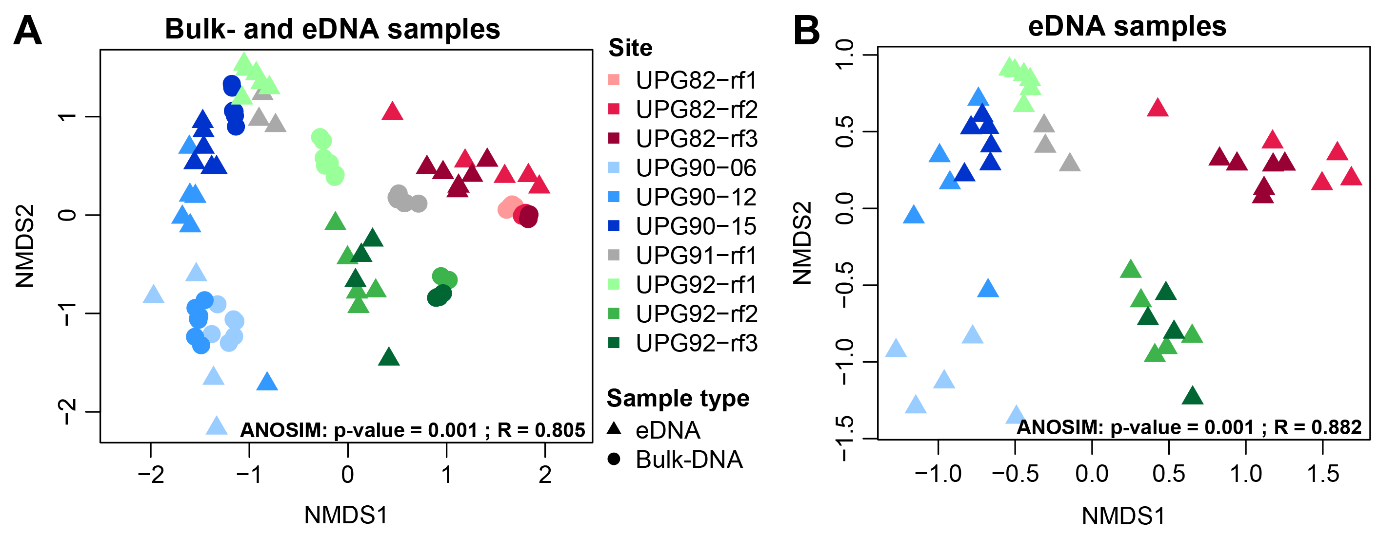 A
Bulk- and eDNA samples
NMDS2
1
0
−1
−2
ANOSIM: p-value = 0.001 ; R = 0.805
−2
−1
0
1
2
NMDS1
Site
UPG82−rf1
UPG82−rf2
UPG82−rf3
UPG90−06
UPG90−12
UPG90−15
UPG91−rf1
UPG92−rf1
UPG92−rf2
UPG92−rf3
Sample type
eDNA
Bulk-DNA
B
eDNA samples
NMDS2
1.0
0.5
0.0
−0.5
−1.0
−1.5
ANOSIM: p-value = 0.001 ; R = 0.882
−1.0
−0.5
0.0
0.5
1.0
1.5
NMDS1